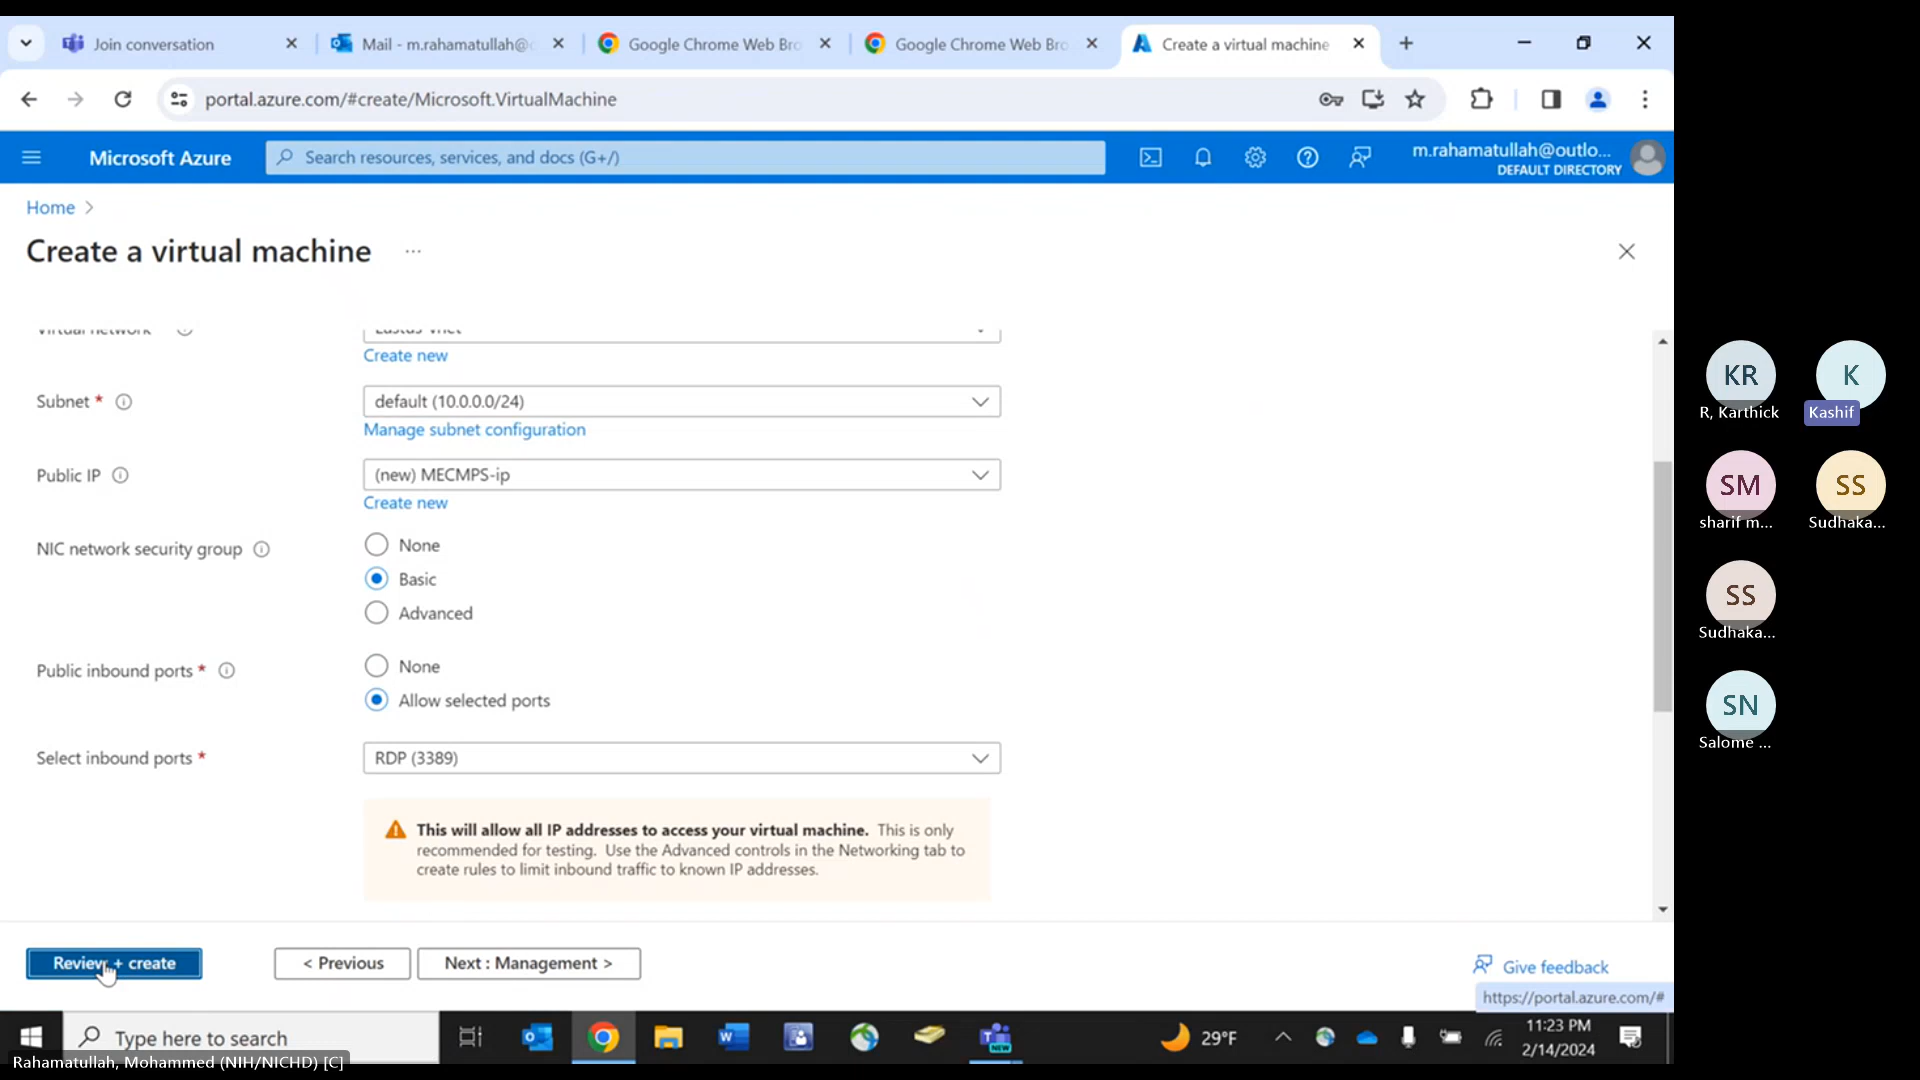 Join conversation
Mail - m.rahamatullah@
Google Chrome Web Bro
Google Chrome Web Bro
Create a virtual machine
portal.azure.com/#create/Microsoft.VirtualMachine
Microsoft Azure
Search resources, services, and docs (G+/)
m.rahamatullah@outlo...
DEFAULT DIRECTORY
Home
Create a virtual machine
...
Virtual network
Eastus-vnet
Create new
Subnet *
default (10.0.0.0/24)
Manage subnet configuration
Public IP
(new) MECMPS-ip
Create new
NIC network security group
None
Basic
Advanced
Public inbound ports *
None
Allow selected ports
Select inbound ports *
RDP (3389)
This will allow all IP addresses to access your virtual machine. This is only
recommended for testing. Use the Advanced controls in the Networking tab to
create rules to limit inbound traffic to known IP addresses.
Review + create
< Previous
Next : Management >
Give feedback
https://portal.azure.com/#
Type here to search
NEW
29°F
11:23 PM
2/14/2024
Rahamatullah, Mohammed (NIH/NICHD) [C]
KR
R, Karthick
K
Kashif
SM
sharif m...
SS
Sudhaka...
SS
Sudhaka...
SN
Salome ...